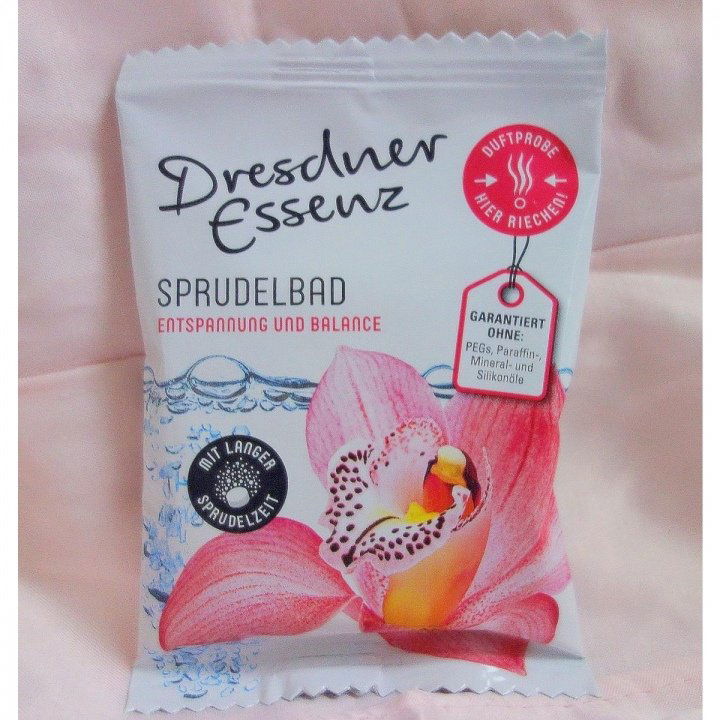 Dresdner
Essenz
SPRUDELBAD
ENTSPANNUNG UND BALANCE
DUFTPROBE
HIER RIECHEN!
GARANTIERT
OHNE:
PEGs, Paraffin-,
Mineral- und
Silikonöle
MIT LANGER
SPRUDELZEIT